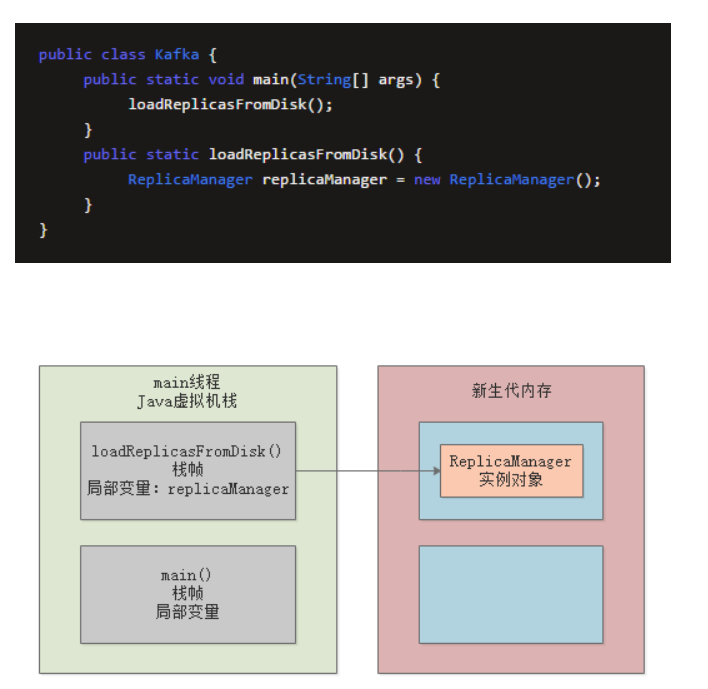 public class Kafka {
public static void main(String[] args) {
loadReplicasFromDisk();
}
public static loadReplicasFromDisk() {
ReplicaManager replicaManager = new ReplicaManager();
}
}
main线程
Java虚拟机栈
loadReplicasFromDisk()
栈帧
局部变量：replicaManager
main()
栈帧
局部变量
新生代内存
ReplicaManager
实例对象